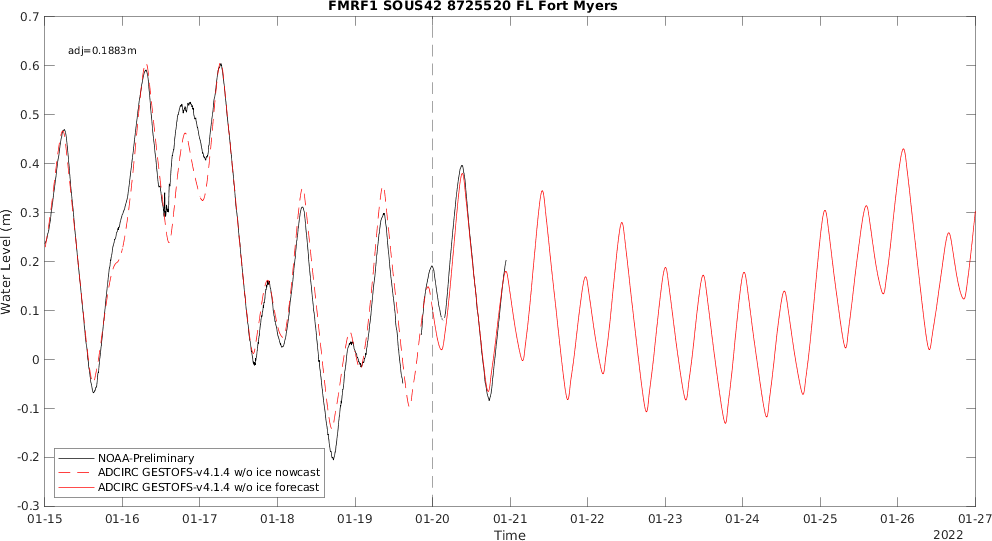 FMRF1 SOUS42 8725520 FL Fort Myers
0.7
adj=0.1883m
0.6
0.5
0.4
0.3
0.2
0.1
0
-0.1
-0.2
-0.3
Water Level (m)
NOAA-Preliminary
ADCIRC GESTOFS-v4.1.4 w/o ice nowcast
ADCIRC GESTOFS-v4.1.4 w/o ice forecast
01-15 01-16 01-17 01-18 01-19 01-20 01-21 01-22 01-23 01-24 01-25 01-26 01-27
Time
2022